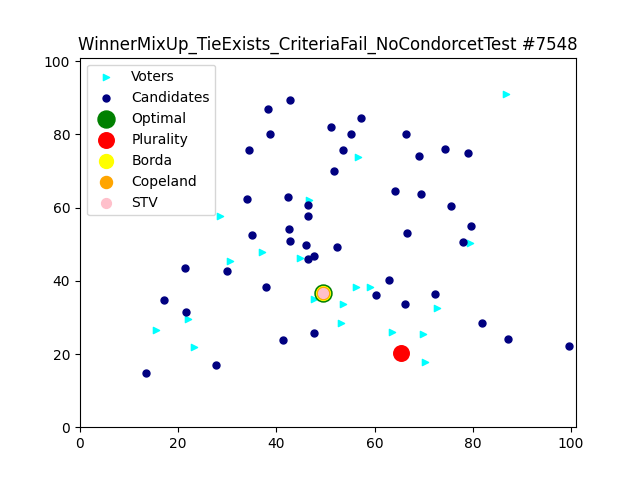 WinnerMixUp_TieExists_CriteriaFail_NoCondorcetTest #7548
100
80
60
40
20
0
Voters
Candidates
Optimal
Plurality
Borda
Copeland
STV
0
20
40
60
80
100